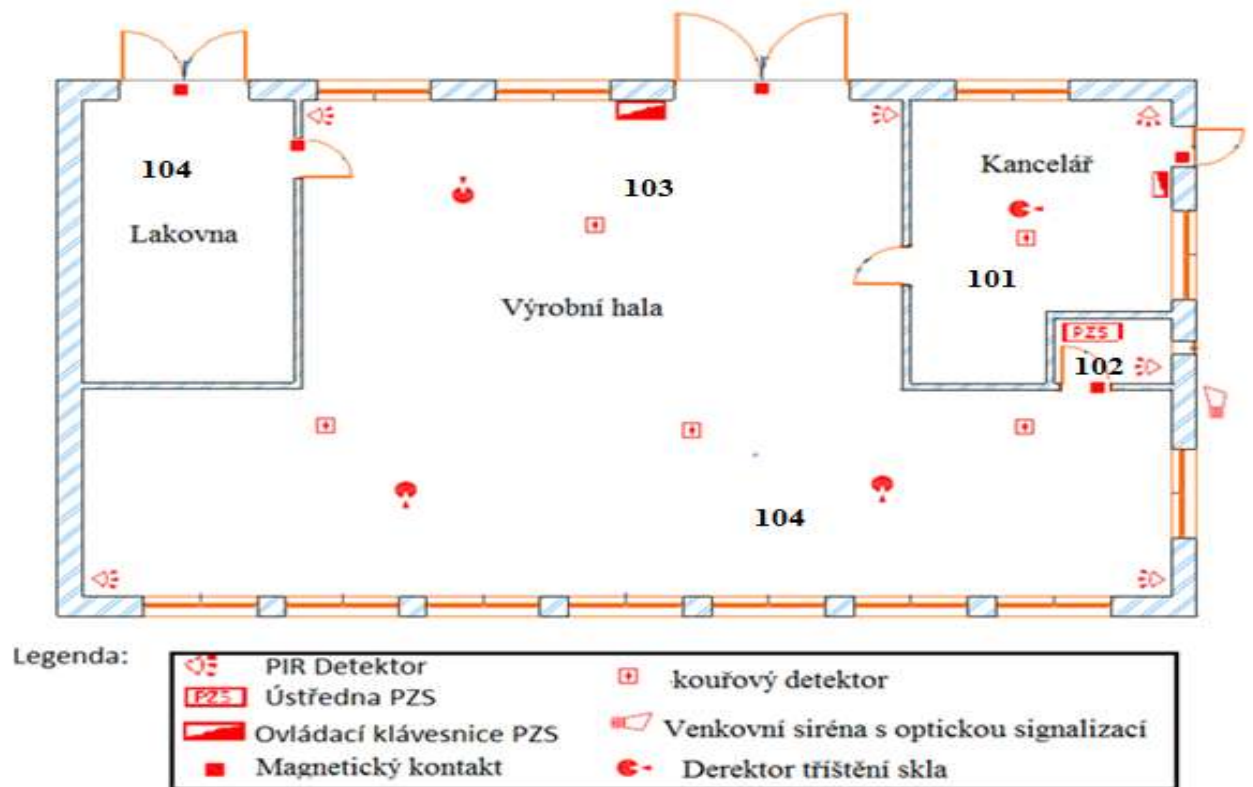 104
Lakovna
103
Výrobní hala
Kancelář
101
PZS
102
104
Legenda:
PIR Detektor
PZS Ústředna PZS
Ovládací klávesnice PZS
Magnetický kontakt
kouřový detektor
Venkovní siréna s optickou signalizací
Derektor tříštění skla